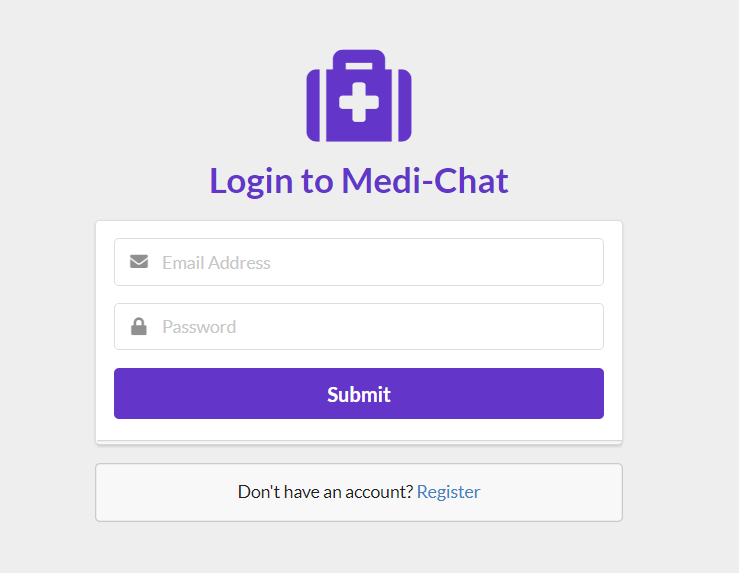 Login to Medi-Chat
Email Address
Password
Submit
Don't have an account? Register